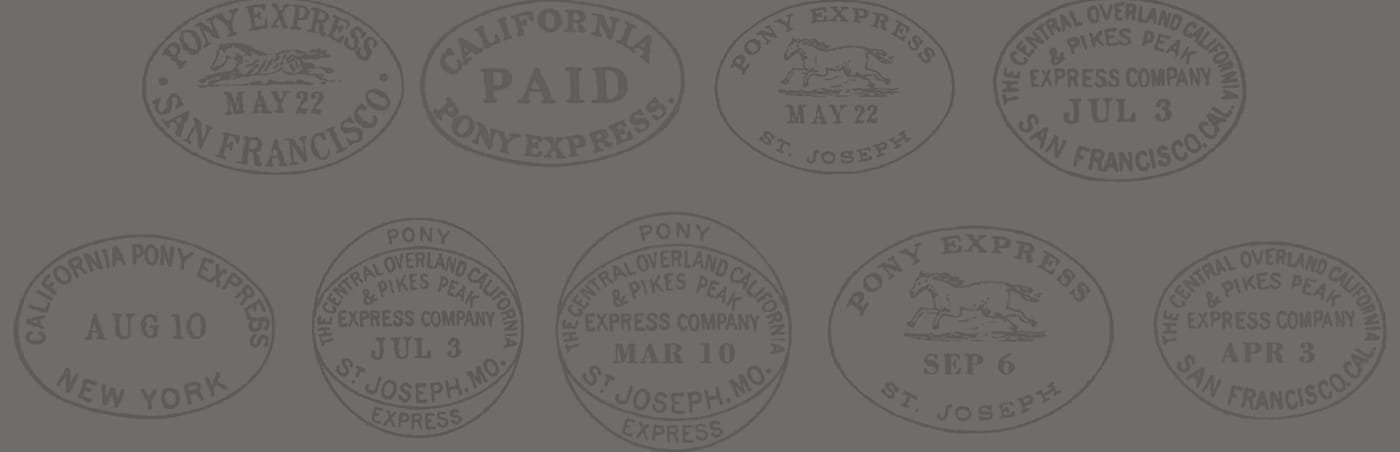 PONY EXPRESS
MAY 22
SAN FRANCISCO
CALIFORNIA
PAID
PONY EXPRESS.
PONY EXPRESS
MAY 22
ST. JOSEPH
THE CENTRAL OVERLAND CALIFORNIA
& PIKES PEAK
EXPRESS COMPANY
JUL 3
SAN FRANCISCO. CAL.
CALIFORNIA PONY EXPRESS
AUG 10
NEW YORK
PONY
THE CENTRAL OVERLAND CALIFORNIA
& PIKES PEAK
EXPRESS COMPANY
JUL 3
ST JOSEPH. MO.
EXPRESS
PONY
THE CENTRAL OVERLAND CALIFORNIA
& PIKES PEAK
EXPRESS COMPANY
MAR 10
ST JOSEPH. MO.
EXPRESS
PONY EXPRESS
SEP 6
ST. JOSEPH
THE CENTRAL OVERLAND CALIFORNIA
& PIKES PEAK
EXPRESS COMPANY
APR 3
SAN FRANCISCO. CAL.